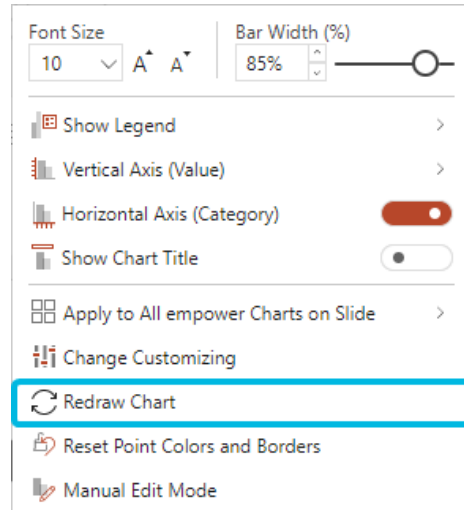 Font Size
Bar Width (%)
10
A A
85%
Show Legend
Vertical Axis (Value)
Horizontal Axis (Category)
Show Chart Title
Apply to All empower Charts on Slide
Change Customizing
Redraw Chart
Reset Point Colors and Borders
Manual Edit Mode